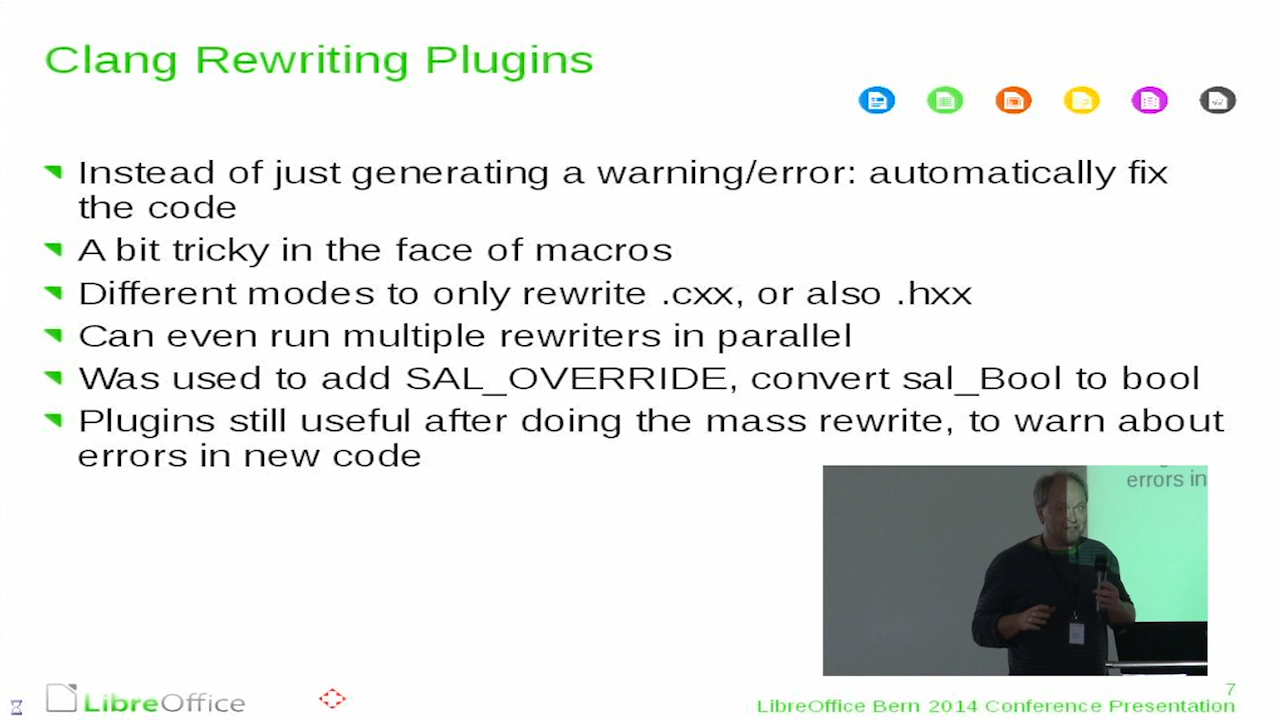 Clang Rewriting Plugins
Instead of just generating a warning/error: automatically fix
the code
A bit tricky in the face of macros
Different modes to only rewrite .cxx, or also .hxx
Can even run multiple rewriters in parallel
Was used to add SAL_OVERRIDE, convert sal_Bool to bool
Plugins still useful after doing the mass rewrite, to warn about
errors in new code
errors in
LibreOffice
7
LibreOffice Bern 2014 Conference Presentation